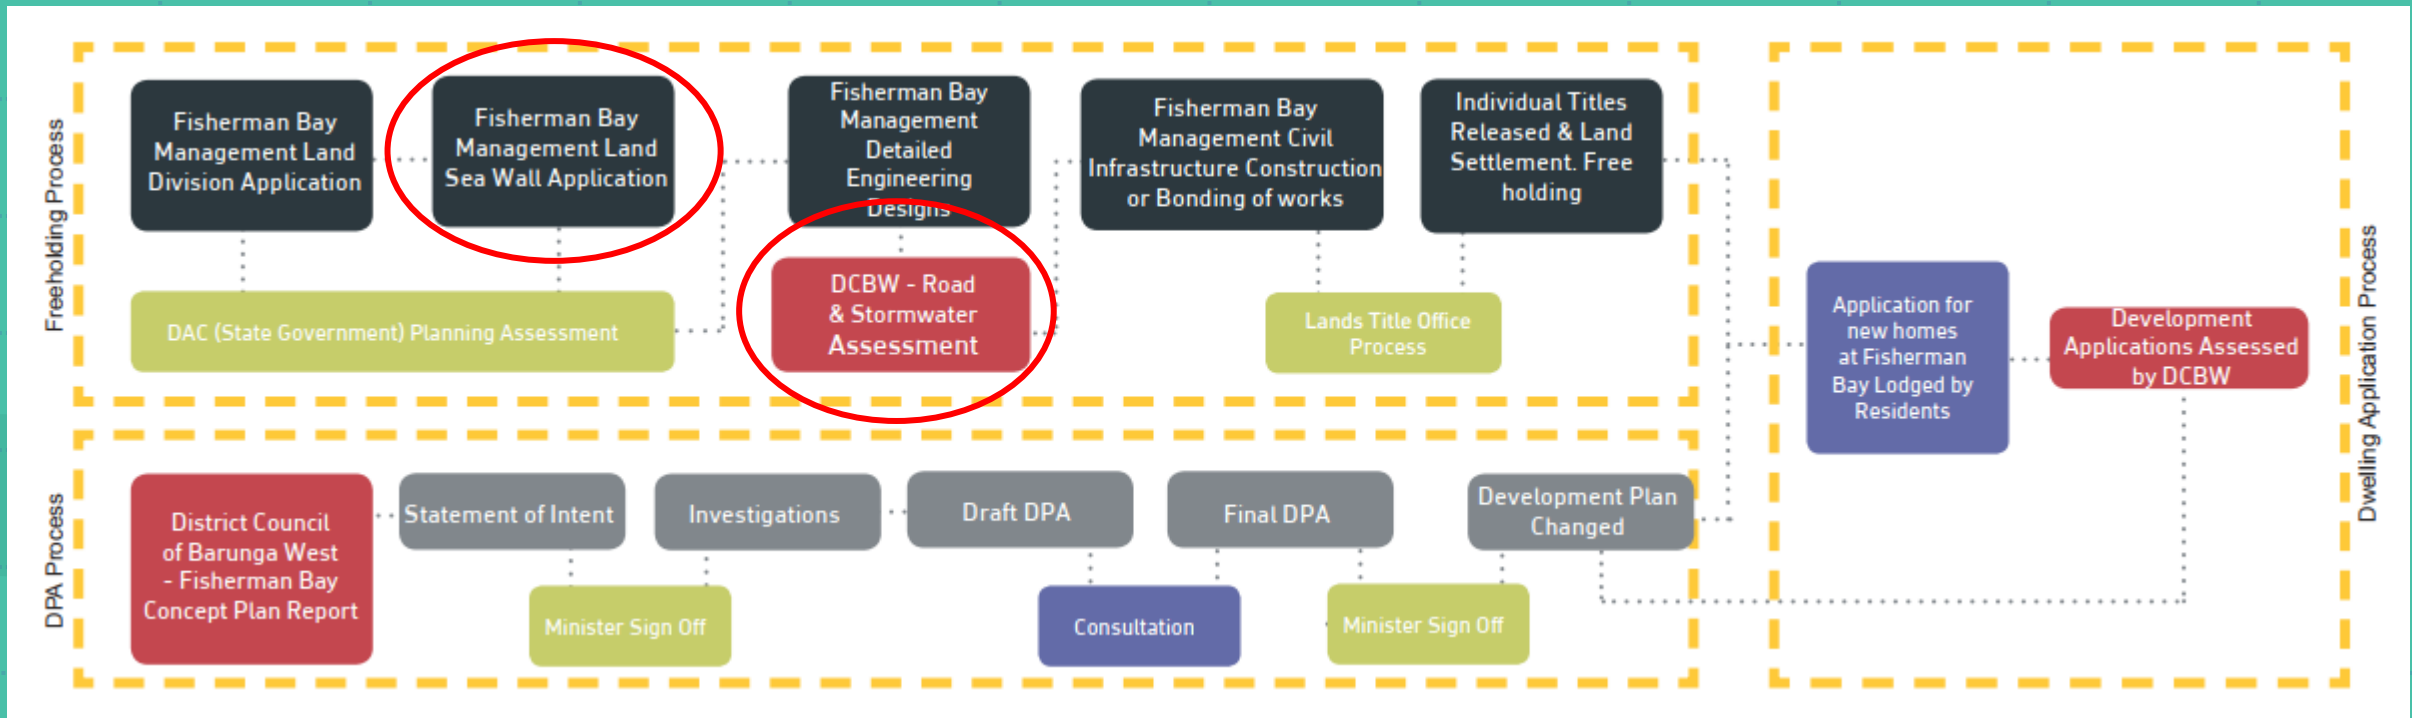 Freeholding Process
Fisherman Bay
Management Land
Division Application
Fisherman Bay
Management Land
Sea Wall Application
Fisherman Bay
Management
Detailed
Engineering
Designs
Fisherman Bay
Management Civil
Infrastructure Construction
or Bonding of works
Individual Titles
Released & Land
Settlement. Free
holding
DAC (State Government) Planning Assessment
DCBW - Road
& Stormwater
Assessment
Lands Title Office
Process
DPA Process
District Council
of Barunga West
- Fisherman Bay
Concept Plan Report
Statement of Intent
Investigations
Draft DPA
Final DPA
Development Plan
Changed
Minister Sign Off
Consultation
Minister Sign Off
Application for
new homes
at Fisherman
Bay Lodged by
Residents
Development
Applications Assessed
by DCBW
Dwelling Application Process